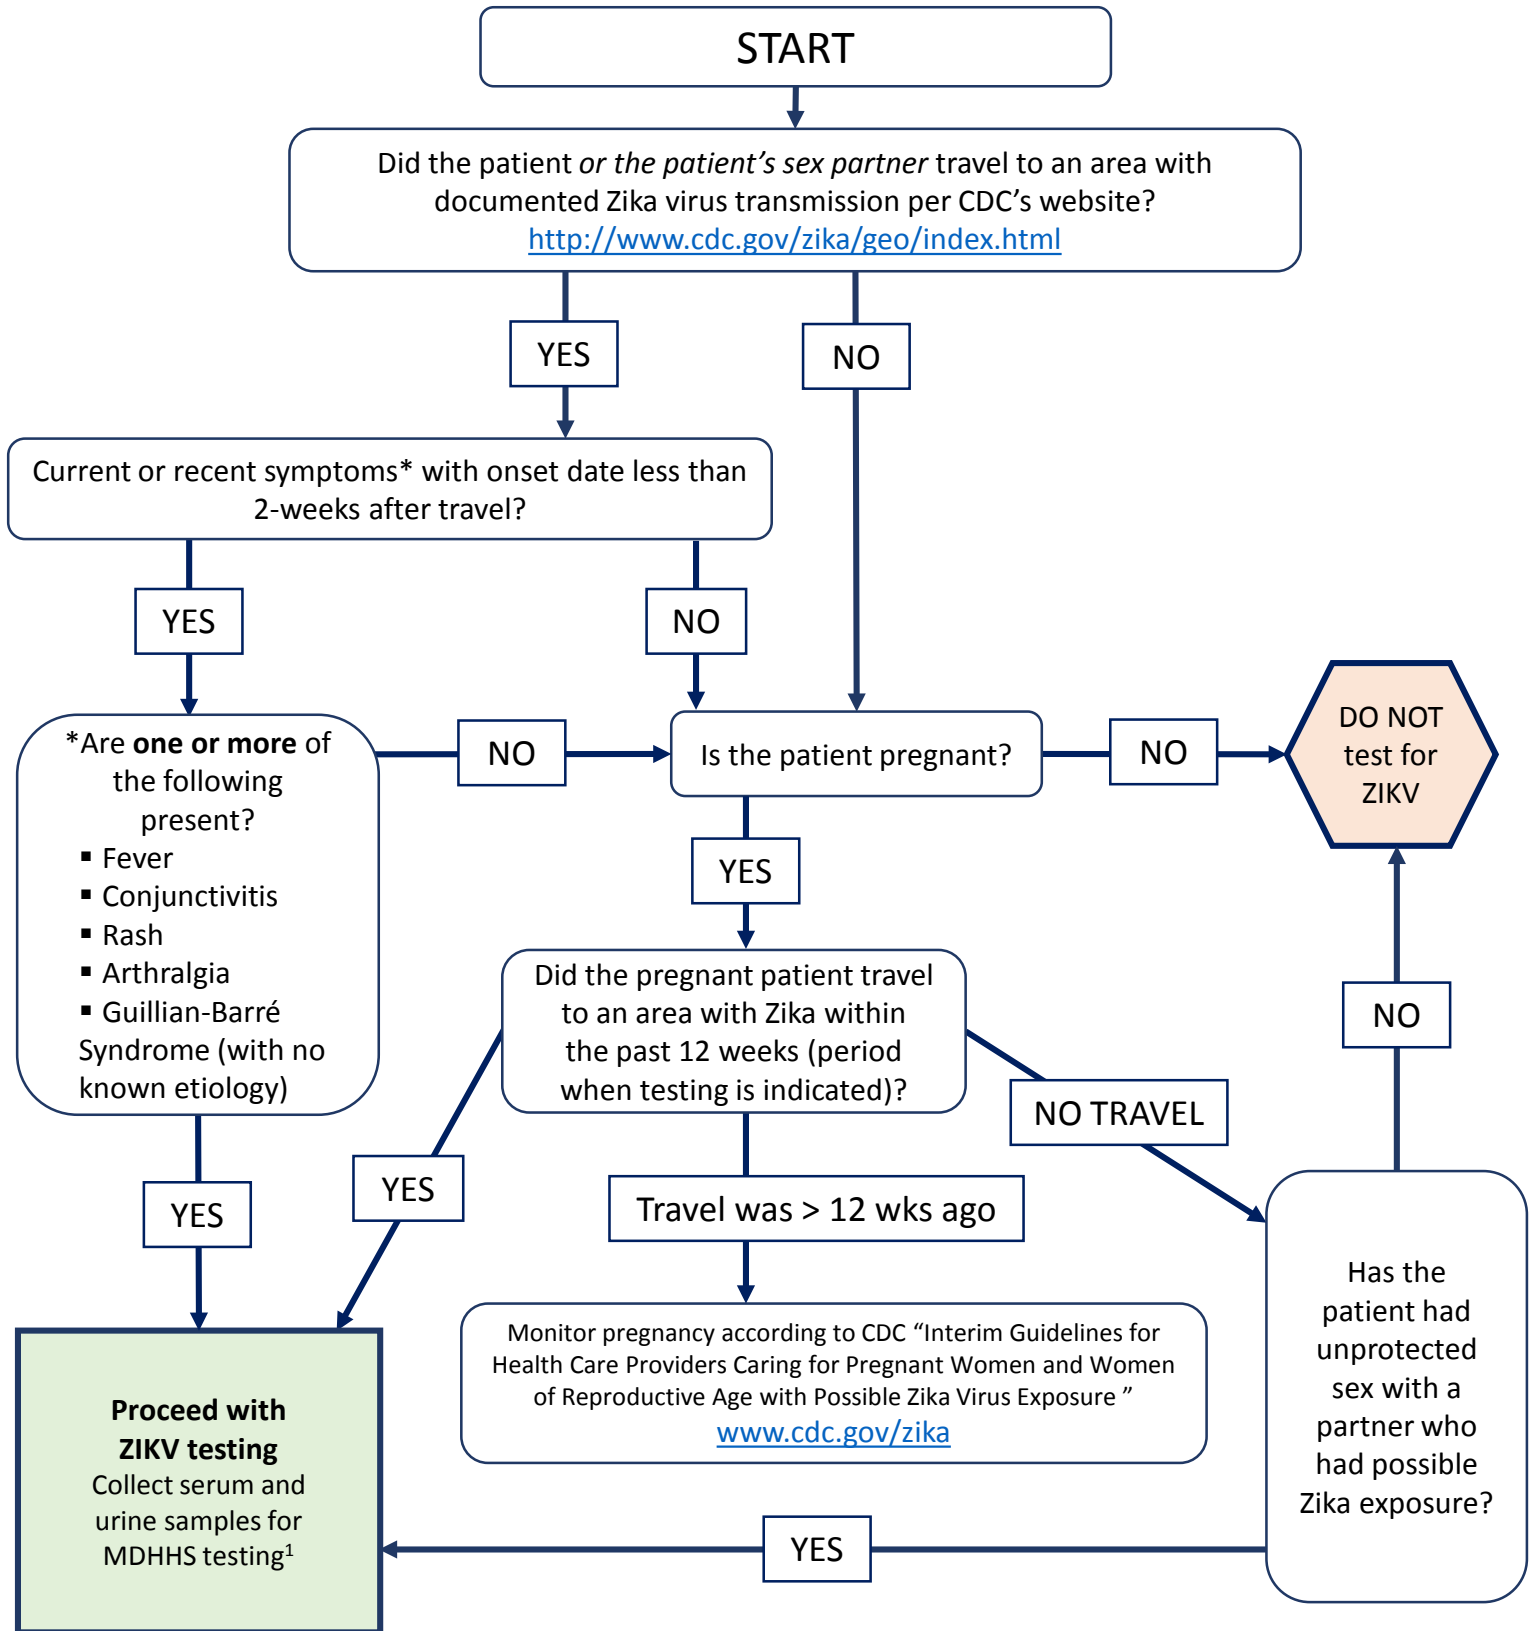 START
Did the patient or the patient's sex partner travel to an area with
documented Zika virus transmission per CDC's website?
http://www.cdc.gov/zika/geo/index.html
YES
NO
Current or recent symptoms* with onset date less than
2-weeks after travel?
YES
NO
*Are one or more of
the following
present?
▪ Fever
▪ Conjunctivitis
▪ Rash
▪ Arthralgia
▪ Guillian-Barré
Syndrome (with no
known etiology)
NO
Is the patient pregnant?
NO
DO NOT
test for
ZIKV
YES
Did the pregnant patient travel
to an area with Zika within
the past 12 weeks (period
when testing is indicated)?
NO
NO TRAVEL
YES
YES
Travel was > 12 wks ago
Has the
patient had
unprotected
sex with a
partner who
had possible
Zika exposure?
Monitor pregnancy according to CDC “Interim Guidelines for
Health Care Providers Caring for Pregnant Women and Women
of Reproductive Age with Possible Zika Virus Exposure ”
www.cdc.gov/zika
Proceed with
ZIKV testing
Collect serum and
urine samples for
MDHHS testing¹
YES